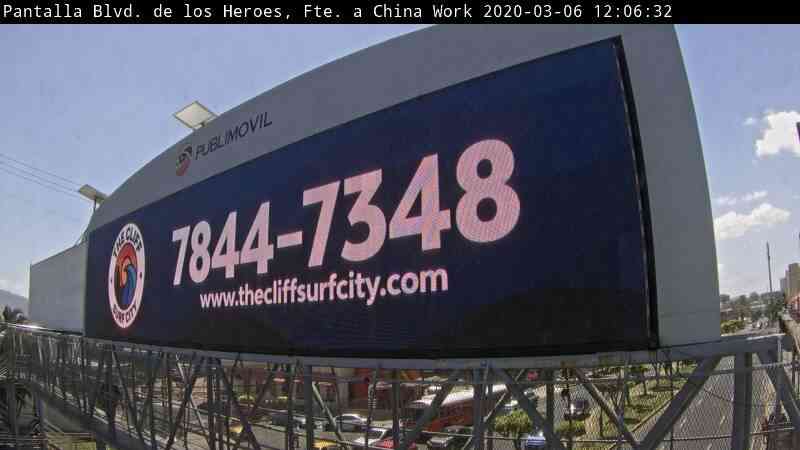 Pantalla Blvd. de los Heroes, Fte. a China Work 2020-03-06 12:06:32
PUBLIMOVIL
7844-7348
www.thecliffsurfcity.com
THE CLIFF
SURF CITY